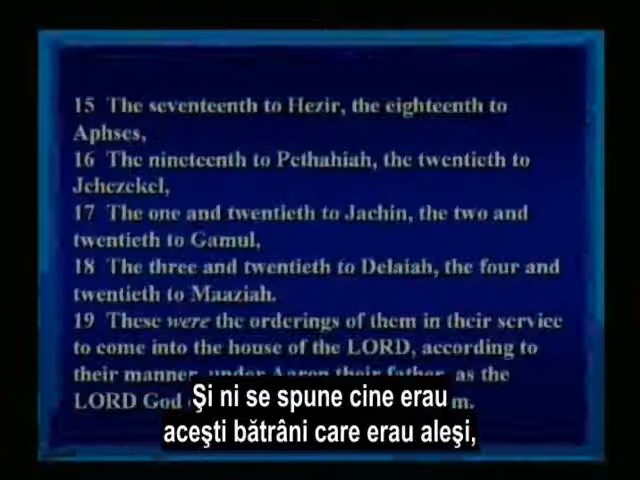 15 The seventeenth to Hezir, the eighteenth to
Aphses,
16 The nineteenth to Pethahiah, the twentieth to
Jehezekel,
17 The one and twentieth to Jachin, the two and
twentieth to Gamul,
18 The three and twentieth to Delaiah, the four and
twentieth to Maaziah.
19 These were the orderings of them in their service
to come into the house of the LORD, according to
their manner, under Aaron their father, as the
LORD God
Şi ni se spune cine erau
aceşti bătrâni care erau aleşi,